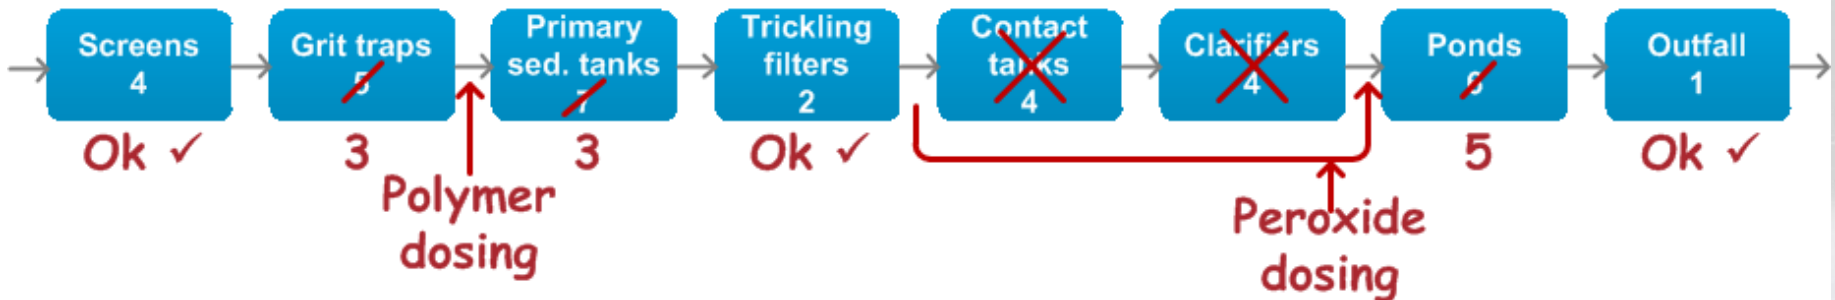 Screens
4
Grit traps
5
Primary
sed. tanks
7
Trickling
filters
2
Contact
tanks
4
Clarifiers
4
Ponds
6
Outfall
1
Ok ✓
3
3
Ok ✓
5
Ok ✓
Polymer
dosing
Peroxide
dosing